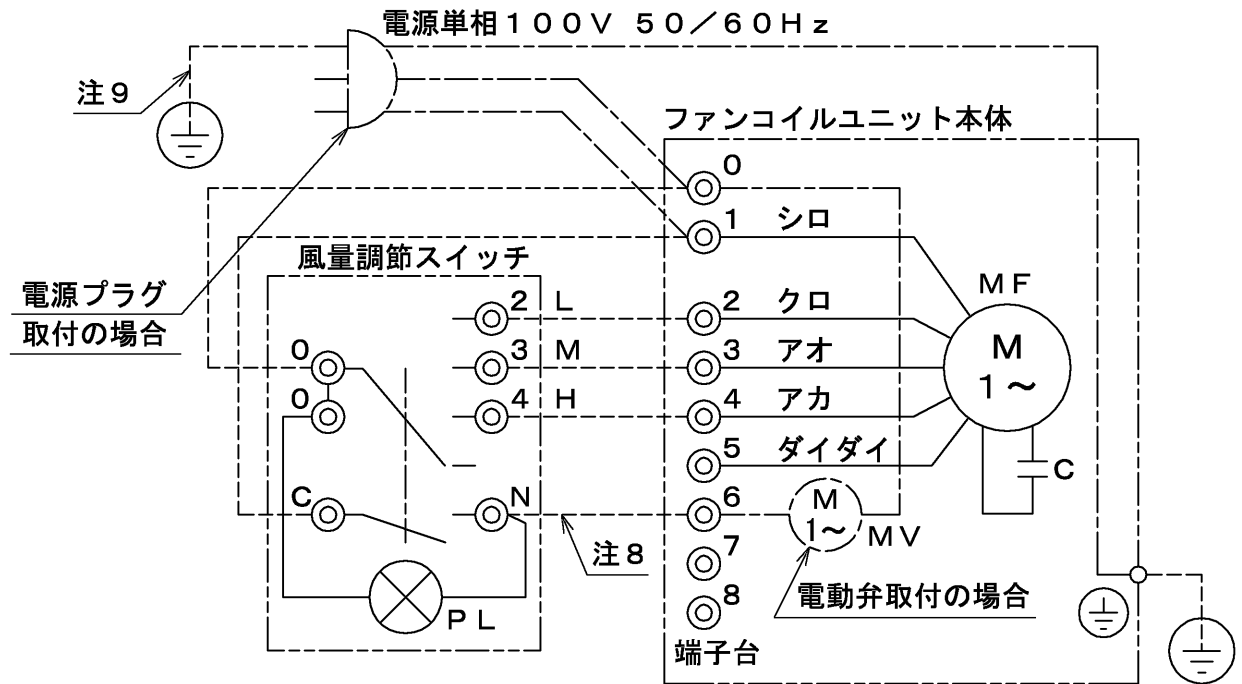 電源単相１００Ｖ ５０／６０Ｈｚ
注９
ファンコイルユニット本体
0
1 シロ
風量調節スイッチ
電源プラグ
取付の場合
ＭＦ
2 L
2 クロ
3 M
3 アオ
4 H
4 アカ
0
0
M
1～
5 ダイダイ
C
C
N
6
M
1～
ＭＶ
注８
7
8
電動弁取付の場合
ＰＬ
端子台